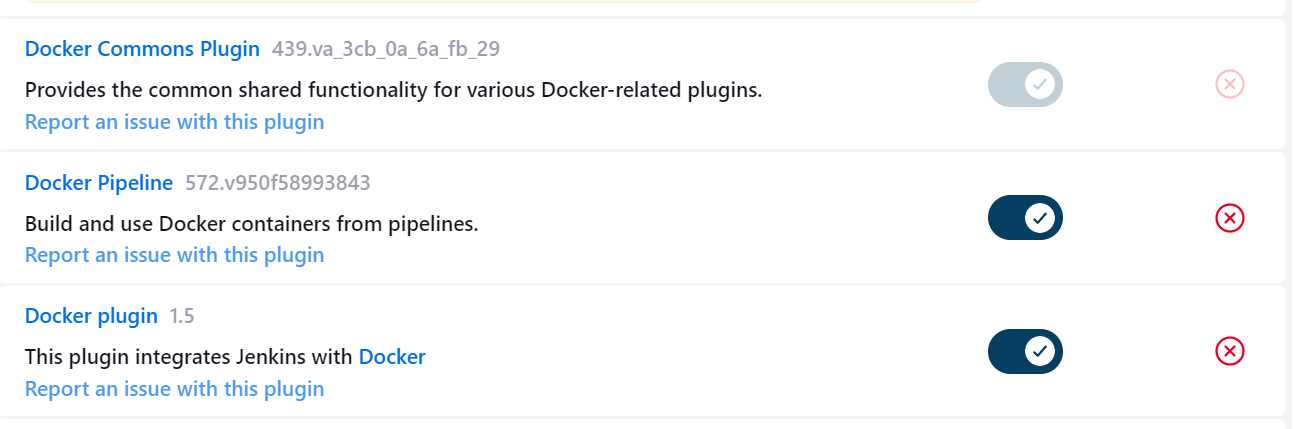 Docker Commons Plugin 439.va_3cb_0a_6a_fb_29
Provides the common shared functionality for various Docker-related plugins.
Report an issue with this plugin
Docker Pipeline 572.v950f58993843
Build and use Docker containers from pipelines.
Report an issue with this plugin
Docker plugin 1.5
This plugin integrates Jenkins with Docker
Report an issue with this plugin